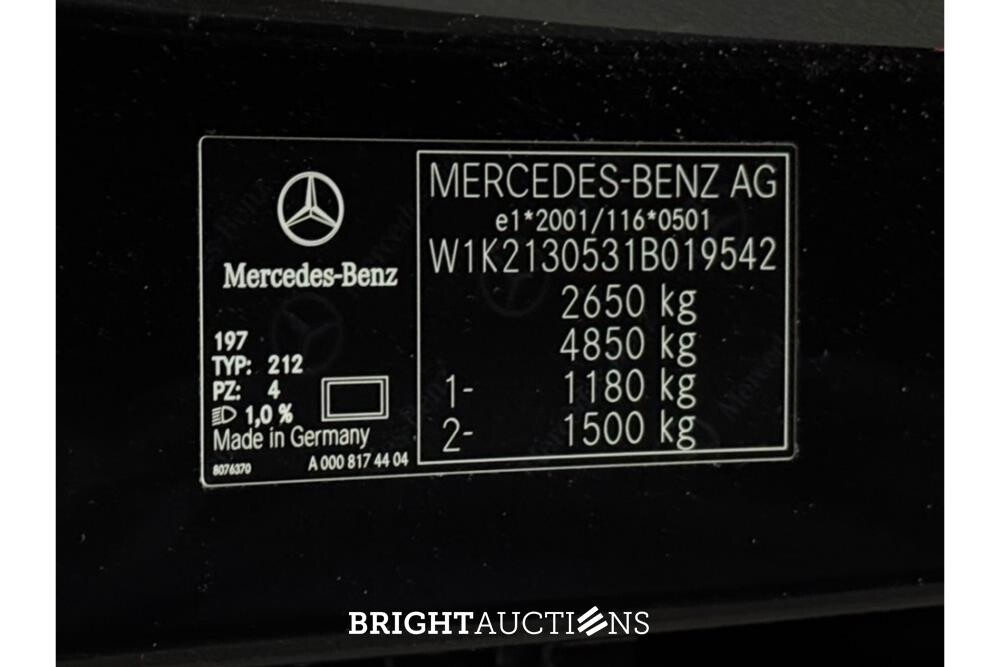 Mercedes-Benz
197
TYP: 212
PZ: 4
1,0 %
Made in Germany
8076370 A 000 817 44 04
MERCEDES-BENZ AG
e1*2001/116*0501
W1K2130531B019542
2650 kg
4850 kg
1- 1180 kg
2- 1500 kg
BRIGHTAUCTIONS